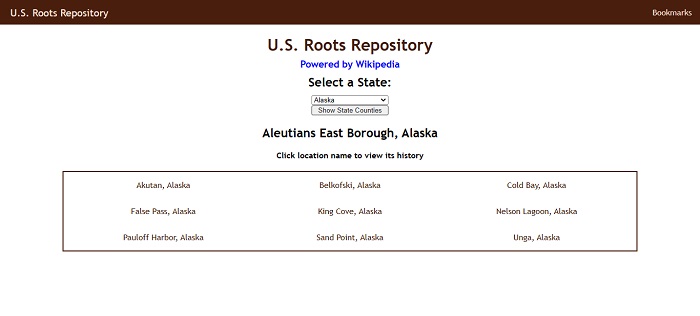 U.S. Roots Repository Bookmarks
U.S. Roots Repository
Powered by Wikipedia
Select a State:
Alaska
Show State Counties
Aleutians East Borough, Alaska
Click location name to view its history
Akutan, Alaska Belkofski, Alaska Cold Bay, Alaska
False Pass, Alaska King Cove, Alaska Nelson Lagoon, Alaska
Pauloff Harbor, Alaska Sand Point, Alaska Unga, Alaska